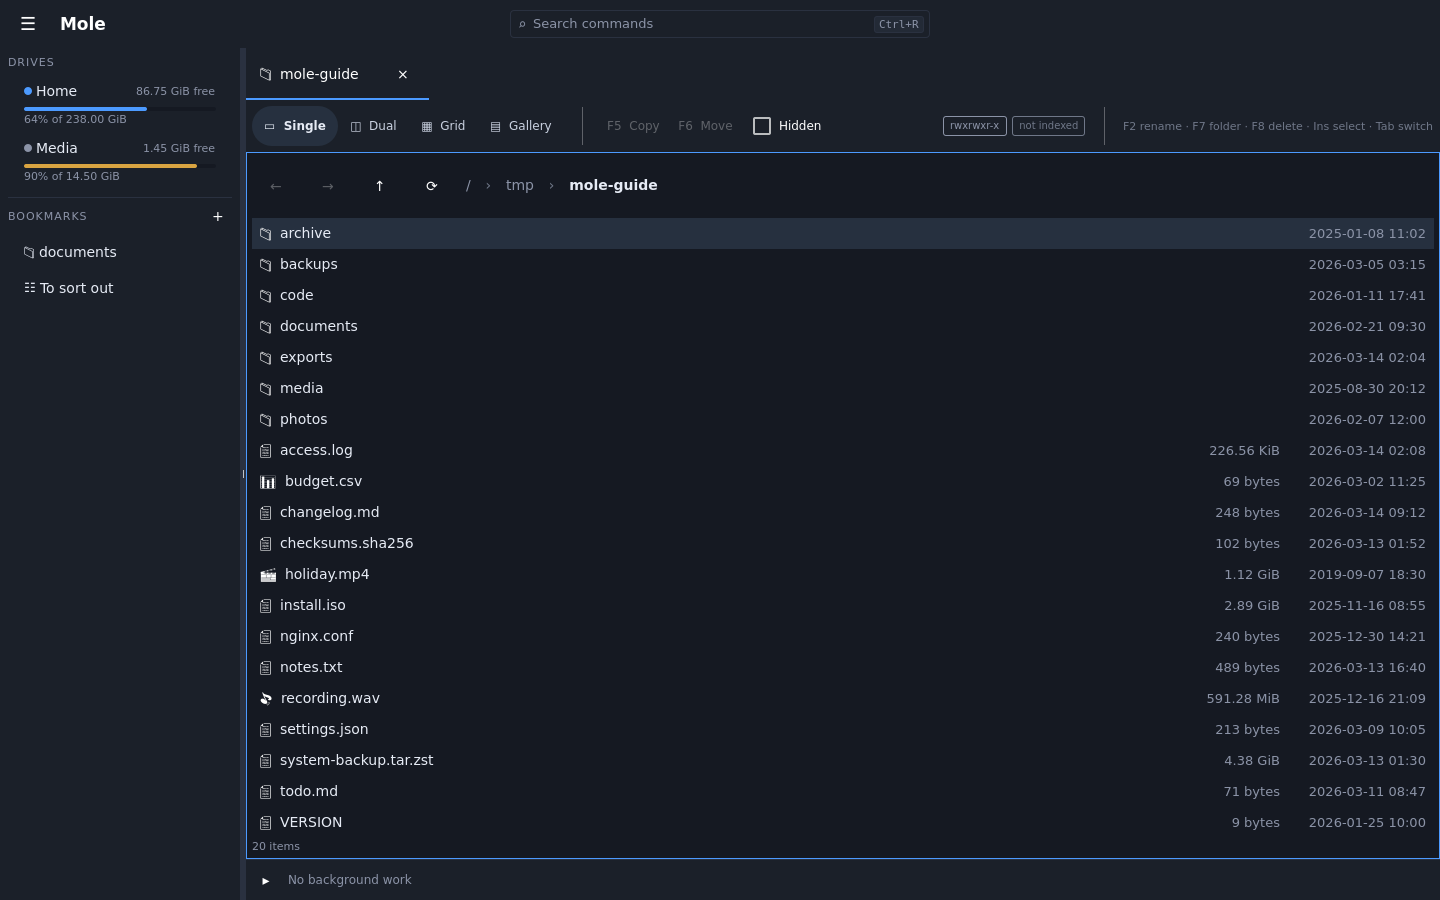 Mole
Search commands
Ctrl+R
DRIVES
Home 86.75 GiB free
64% of 238.00 GiB
Media 1.45 GiB free
90% of 14.50 GiB
BOOKMARKS +
documents
To sort out
mole-guide ×
Single Dual Grid Gallery F5 Copy F6 Move Hidden rwxrwxr-x not indexed F2 rename · F7 folder · F8 delete · Ins select · Tab switch
/ › tmp › mole-guide
archive 2025-01-08 11:02
backups 2026-03-05 03:15
code 2026-01-11 17:41
documents 2026-02-21 09:30
exports 2026-03-14 02:04
media 2025-08-30 20:12
photos 2026-02-07 12:00
access.log 226.56 KiB 2026-03-14 02:08
budget.csv 69 bytes 2026-03-02 11:25
changelog.md 248 bytes 2026-03-14 09:12
checksums.sha256 102 bytes 2026-03-13 01:52
holiday.mp4 1.12 GiB 2019-09-07 18:30
install.iso 2.89 GiB 2025-11-16 08:55
nginx.conf 240 bytes 2025-12-30 14:21
notes.txt 489 bytes 2026-03-13 16:40
recording.wav 591.28 MiB 2025-12-16 21:09
settings.json 213 bytes 2026-03-09 10:05
system-backup.tar.zst 4.38 GiB 2026-03-13 01:30
todo.md 71 bytes 2026-03-11 08:47
VERSION 9 bytes 2026-01-25 10:00
20 items
No background work